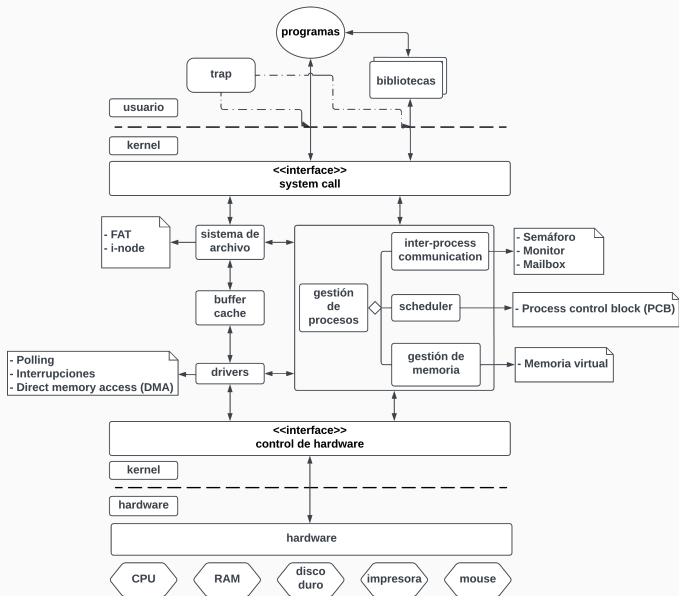 programas
trap
bibliotecas
usuario
kernel
<<interface>>
system call
- FAT
- i-node
sistema de
archivo
inter-process
communication
- Semáforo
- Monitor
- Mailbox
buffer
cache
gestión
de
procesos
scheduler
- Process control block (PCB)
- Polling
- Interrupciones
- Direct memory access (DMA)
drivers
gestión de
memoria
- Memoria virtual
<<interface>>
control de hardware
kernel
hardware
hardware
CPU
RAM
disco
duro
impresora
mouse